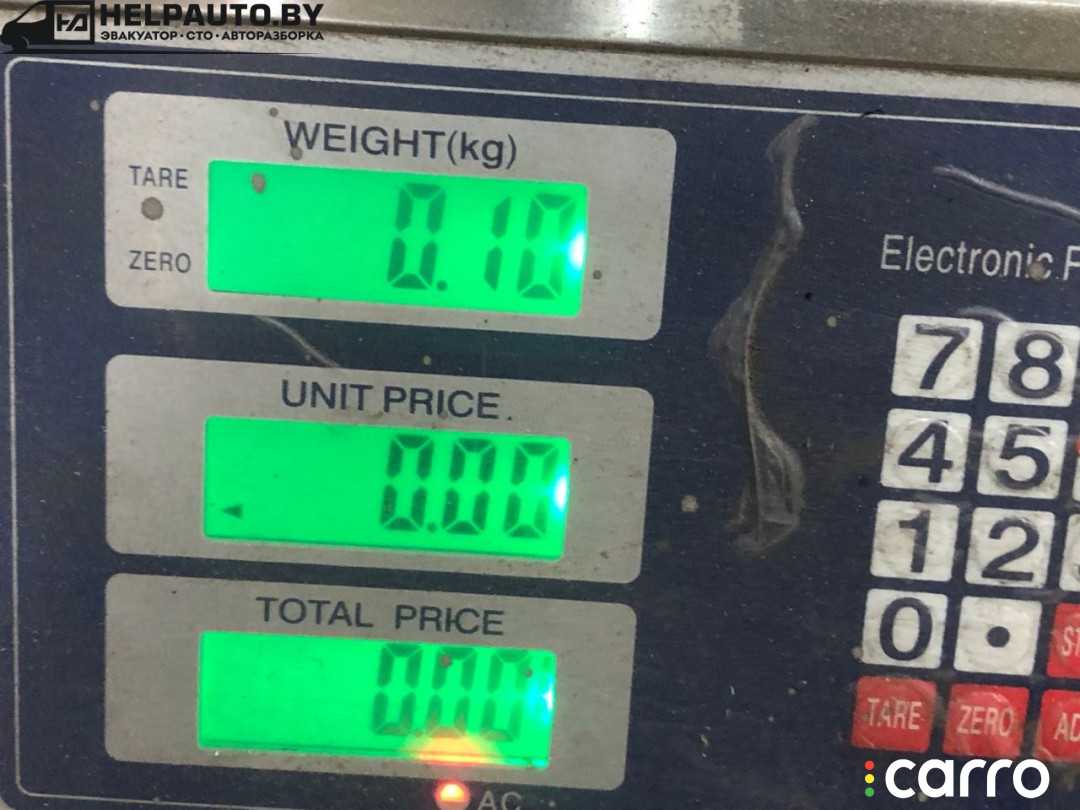 HELPAUTO.BY
ЭВАКУАТОР · СТО · АВТОРАЗБОРКА
WEIGHT(kg)
TARE
0.10
ZERO
Electronic
UNIT PRICE
0.00
TOTAL PRICE
0.00
7 8
4 5
1 2
0 .
TARE ZERO
AC
carro